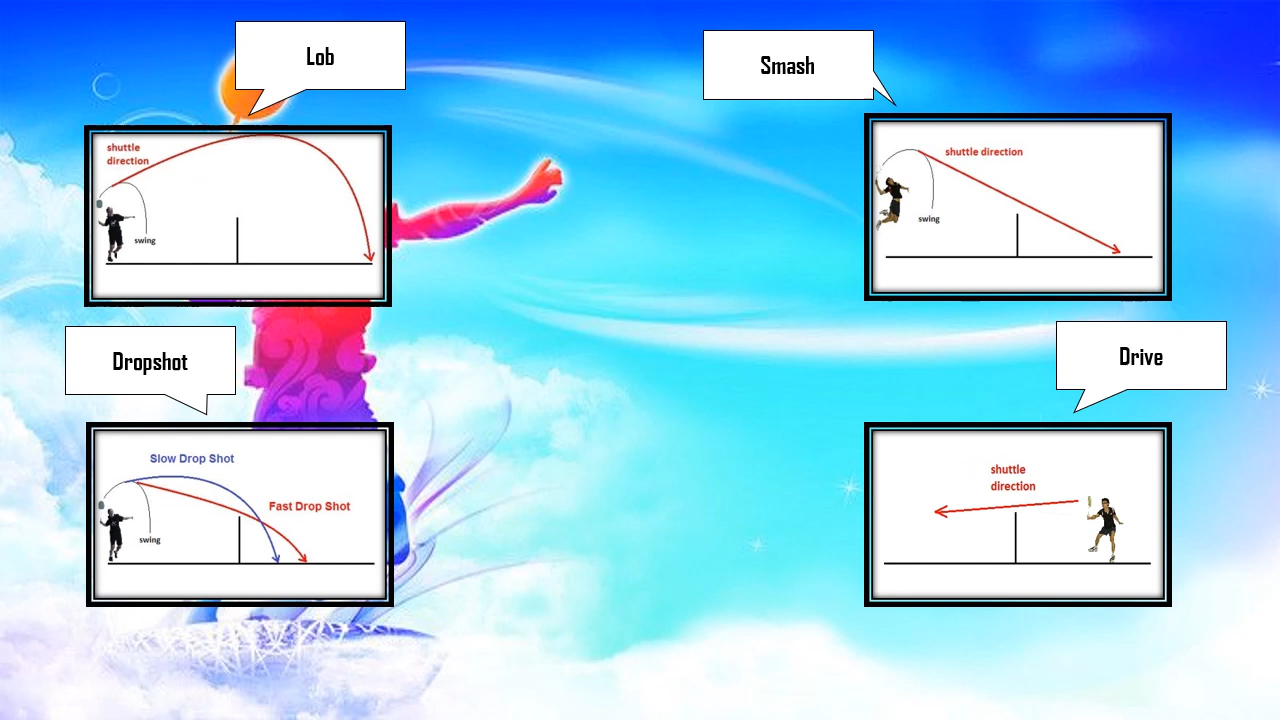 Lob
shuttle
direction
swing
Smash
shuttle direction
swing
Dropshot
Slow Drop Shot
Fast Drop Shot
swing
Drive
shuttle
direction